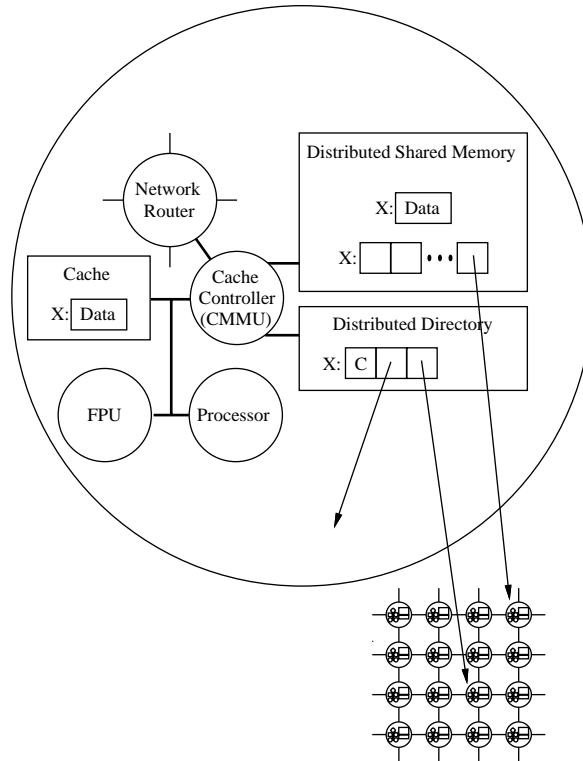 Distributed Shared Memory
Network
Router
X: Data
X:
Cache
Cache
Controller
(CMMU)
X: Data
Distributed Directory
X: C
FPU
Processor